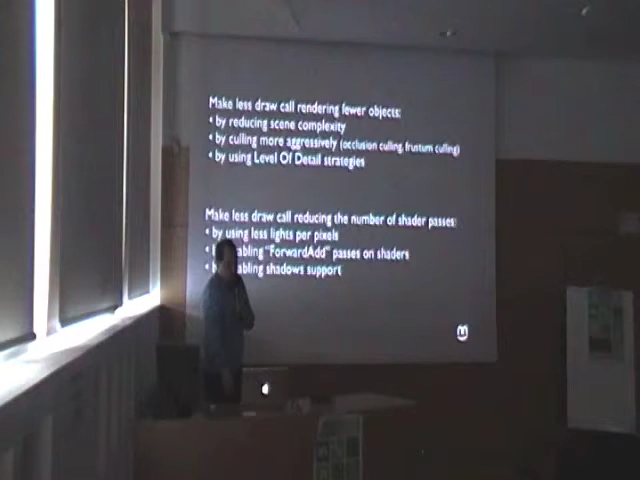 Make less draw call rendering fewer objects:
• by reducing scene complexity
• by culling more aggressively (occlusion culling, frustum culling)
• by using Level Of Detail strategies
Make less draw call reducing the number of shader passes:
• by using less lights per pixels
"ForwardAdd" passes on shaders
shadows support